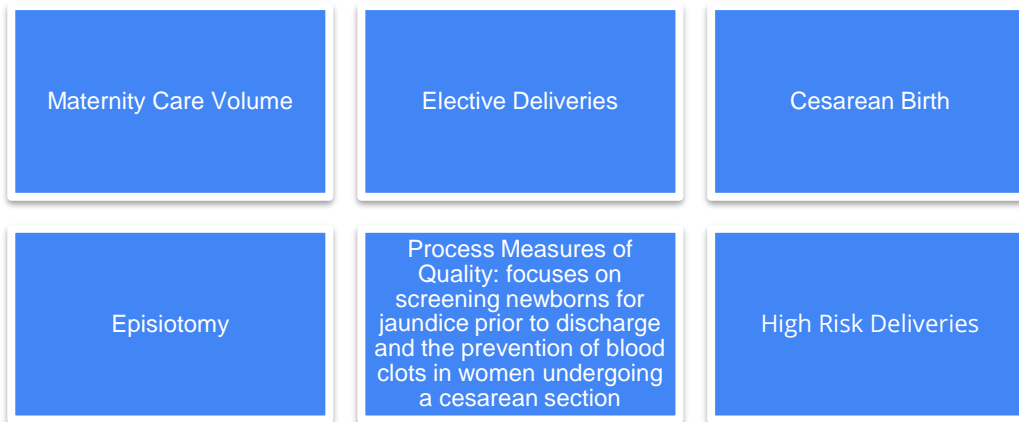 Maternity Care Volume
Elective Deliveries
Cesarean Birth
Episiotomy
Process Measures of
Quality: focuses on
screening newborns for
jaundice prior to discharge
and the prevention of blood
clots in women undergoing
a cesarean section
High Risk Deliveries